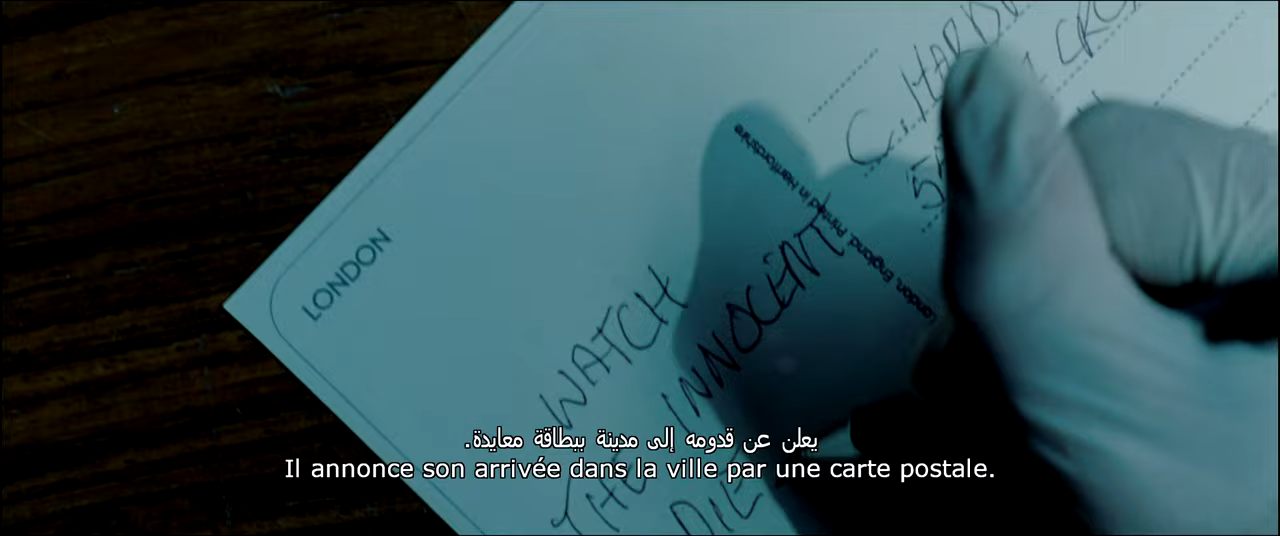 LONDON
WATCH
THE INNOCENT
DIE
London, England. Printed in Hertfordshire
يعلن عن قدومه إلى مدينة ببطاقة معايدة.
Il annonce son arrivée dans la ville par une carte postale.